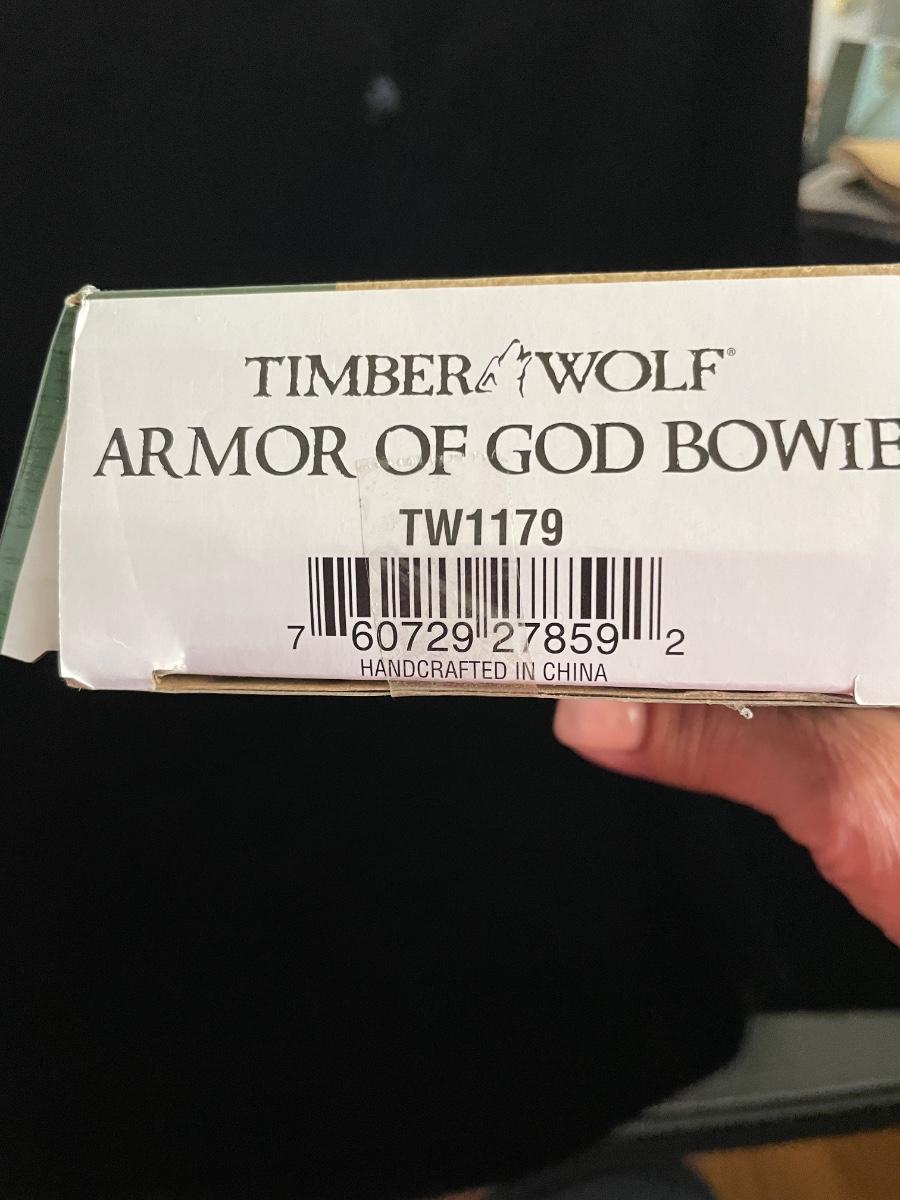 TIMBER WOLF®
ARMOR OF GOD BOWIE
TW1179
7 60729 27859 2
HANDCRAFTED IN CHINA